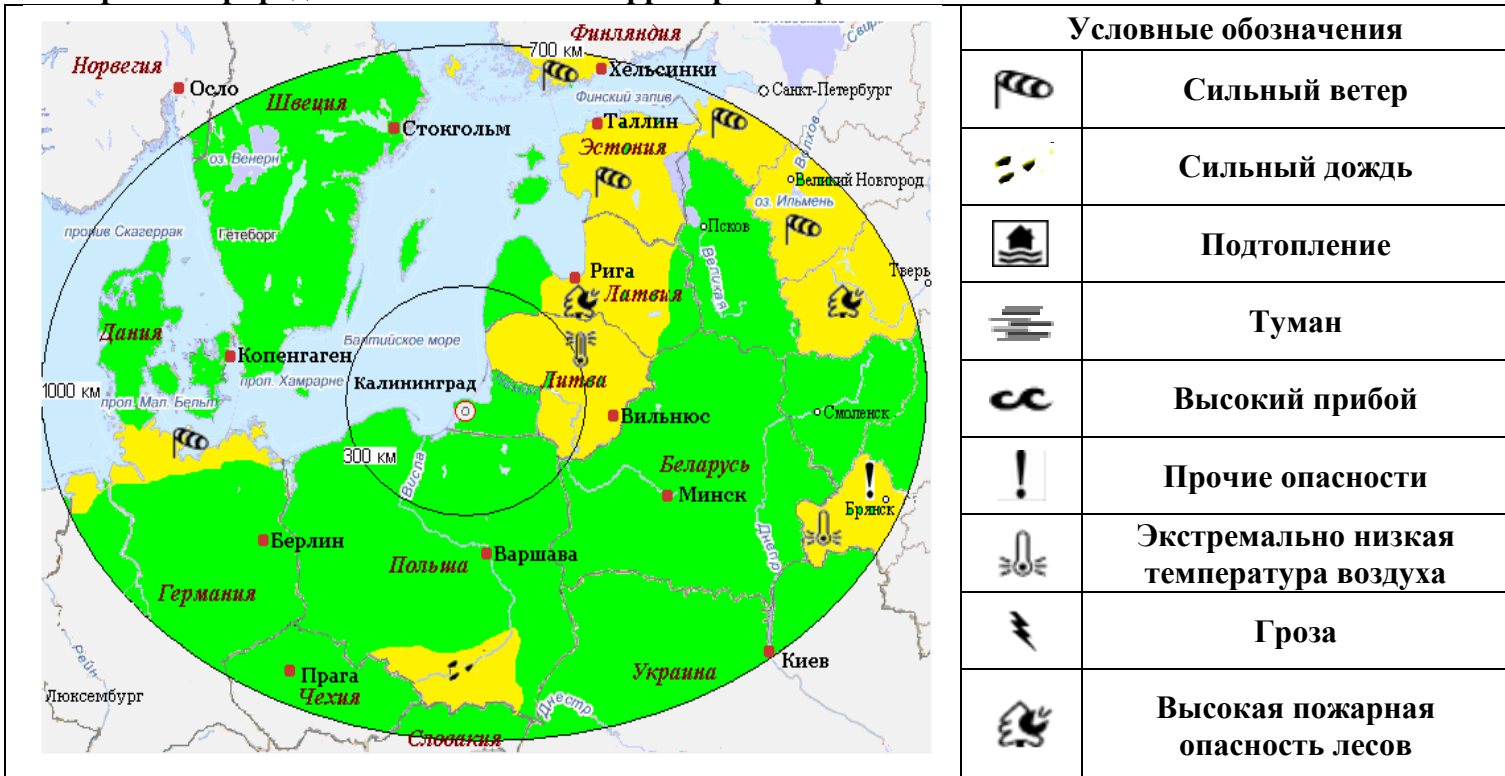 Условные обозначения
Сильный ветер
Сильный дождь
Подтопление
Туман
Высокий прибой
Прочие опасности
Экстремально низкая
температура воздуха
Гроза
Высокая пожарная
опасность лесов
Финляндия
700 км
Хельсинки
Норвегия
Осло
Швеция
Финский залив
Санкт-Петербург
Стокгольм
Таллин
Эстония
Волхов
оз. Венерн
Великий Новгород
оз. Ильмень
пролив Скагеррак
Гётеборг
Псков
Великая
Рига
Тверь
Латвия
Дания
Балтийское море
Копенгаген
прол. Хамрарне
Калининград
Литва
1000 км
прол. Мал. Бельт
Вильнюс
Смоленск
300 км
Висла
Беларусь
Минск
Брянск
Берлин
Варшава
Польша
Днепр
Германия
Киев
Украина
Рейн
Прага
Чехия
Люксембург
Днестр
Словакия